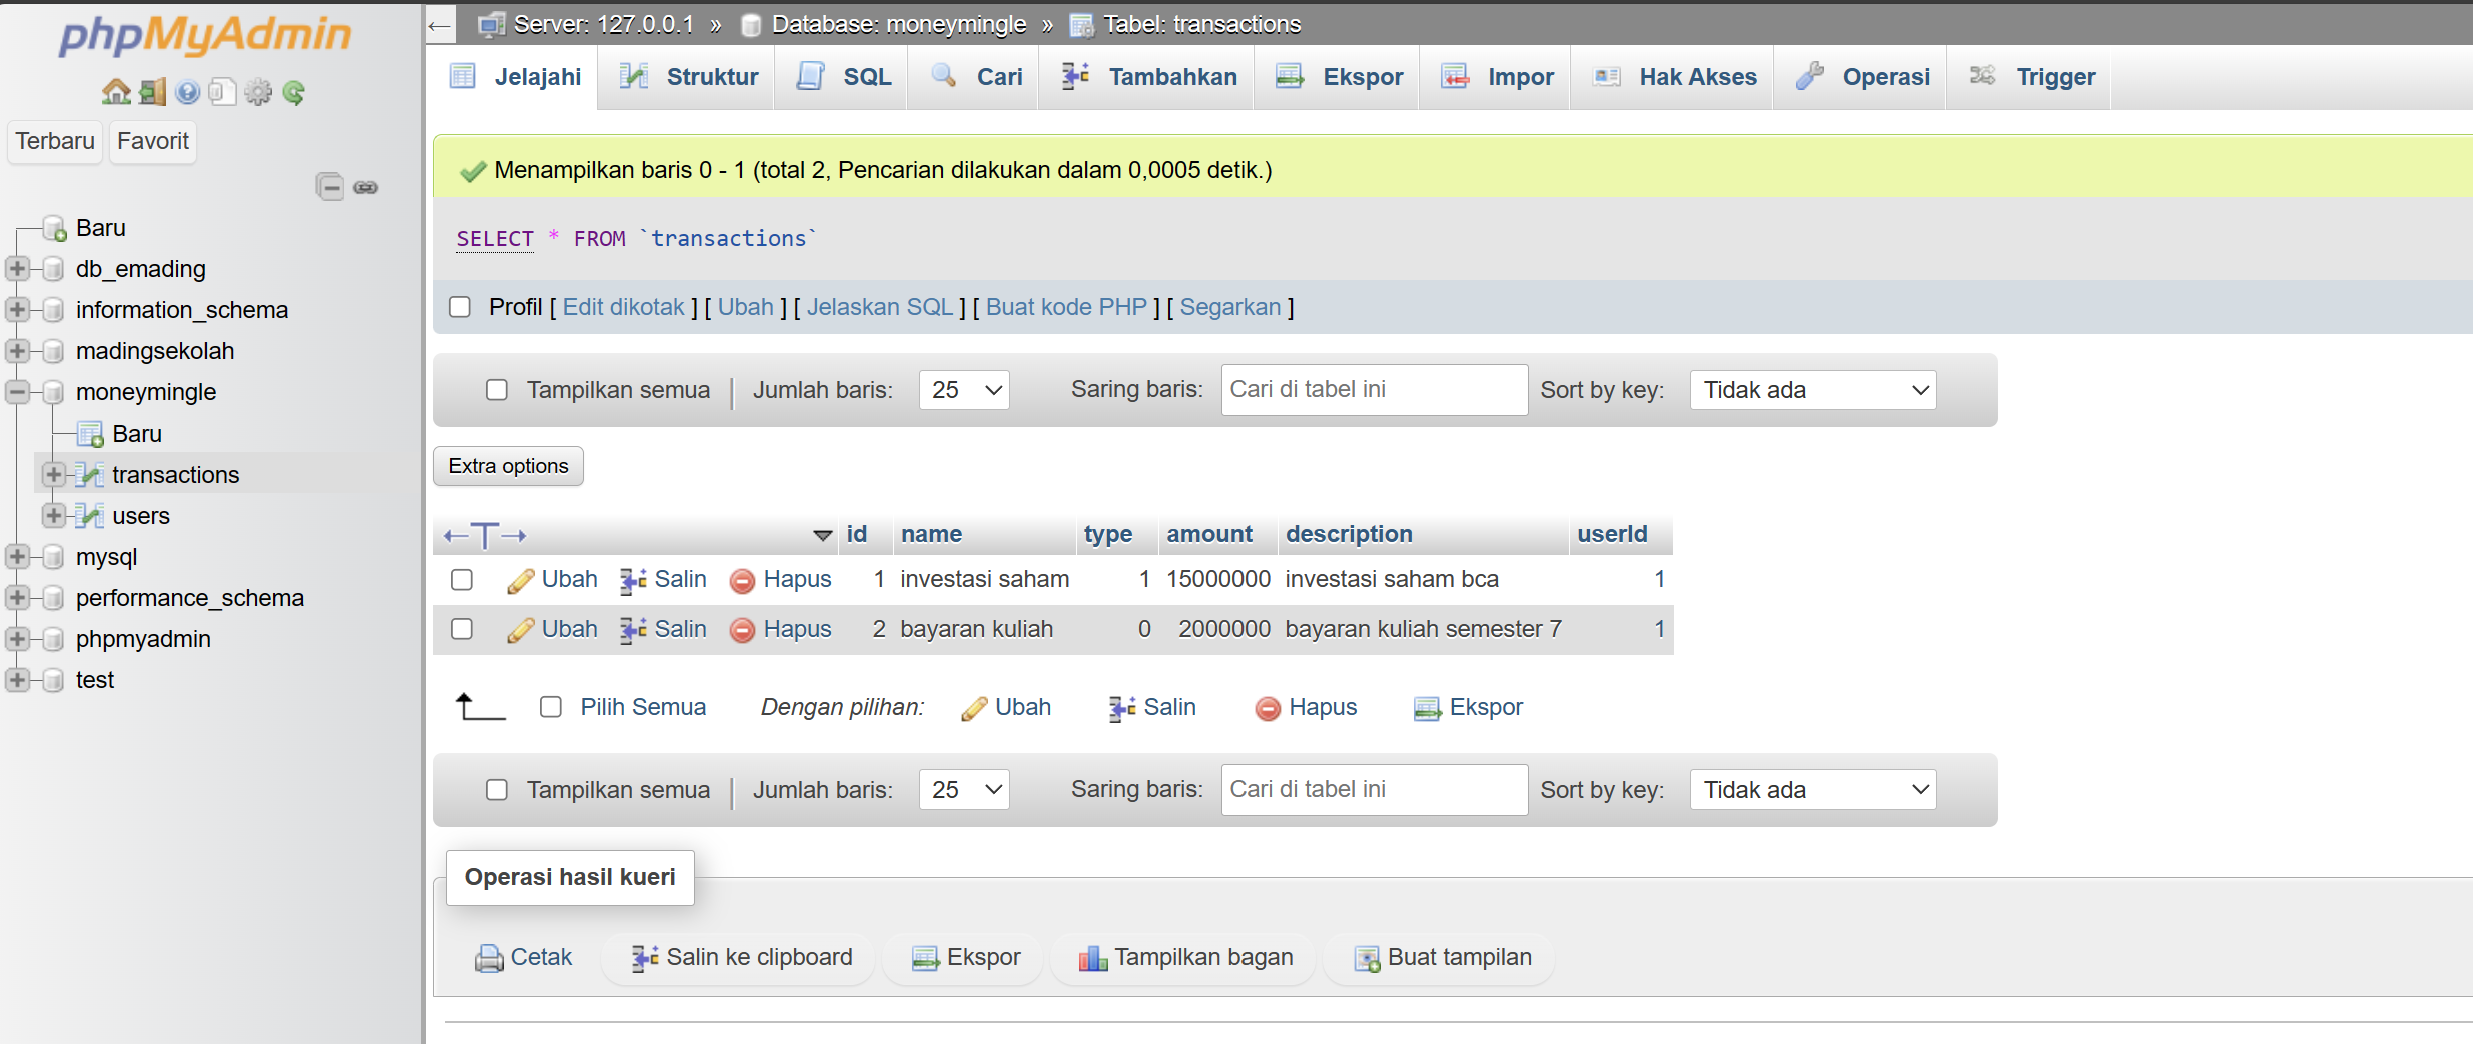 phpMyAdmin
Terbaru Favorit
Baru
db_emading
information_schema
madingsekolah
moneymingle
Baru
transactions
users
mysql
performance_schema
phpmyadmin
test
Server: 127.0.0.1 » Database: moneymingle » Tabel: transactions
Jelajahi Struktur SQL Cari Tambahkan Ekspor Impor Hak Akses Operasi Trigger
Menampilkan baris 0 - 1 (total 2, Pencarian dilakukan dalam 0,0005 detik.)
SELECT * FROM `transactions`
Profil [ Edit dikotak ] [ Ubah ] [ Jelaskan SQL ] [ Buat kode PHP ] [ Segarkan ]
Tampilkan semua | Jumlah baris: 25 Saring baris: Cari di tabel ini Sort by key: Tidak ada
Extra options
←T→ id name type amount description userId
Ubah Salin Hapus 1 investasi saham 1 15000000 investasi saham bca 1
Ubah Salin Hapus 2 bayaran kuliah 0 2000000 bayaran kuliah semester 7 1
Pilih Semua Dengan pilihan: Ubah Salin Hapus Ekspor
Tampilkan semua | Jumlah baris: 25 Saring baris: Cari di tabel ini Sort by key: Tidak ada
Operasi hasil kueri
Cetak Salin ke clipboard Ekspor Tampilkan bagan Buat tampilan